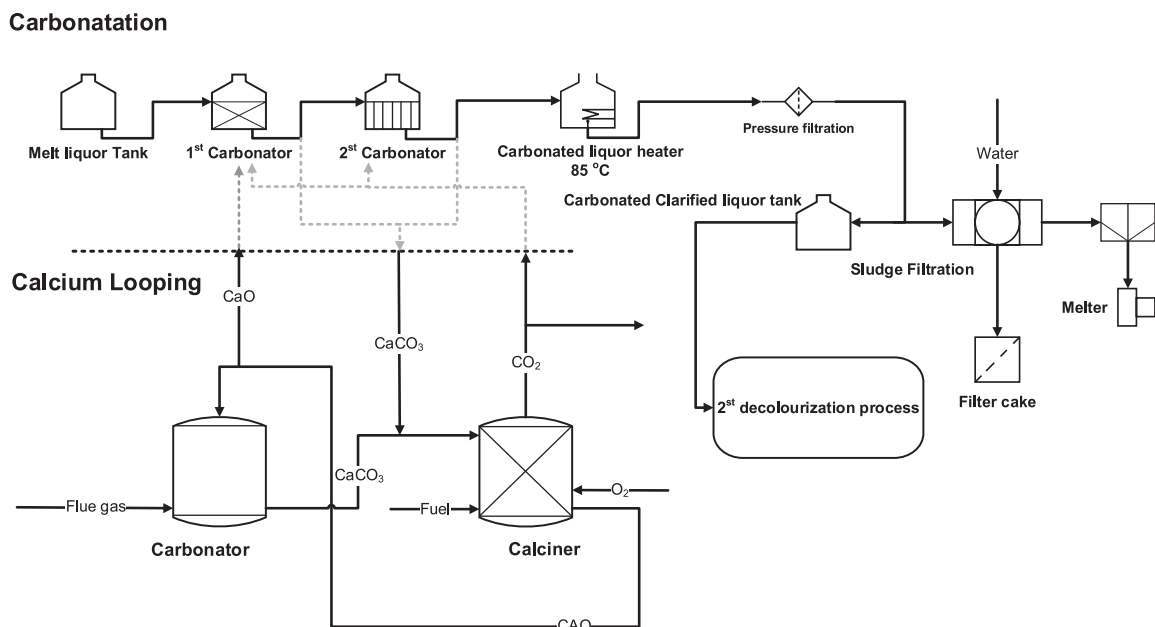 Carbonatation
Melt liquor Tank
1st Carbonator
2nd Carbonator
Carbonated liquor heater
85 °C
Pressure filtration
Water
Carbonated Clarified liquor tank
Sludge Filtration
Melter
Filter cake
2st decolourization process
Calcium Looping
CaO
CaCO3
CO2
CaCO3
Flue gas
Fuel
O2
Carbonator
Calciner
CAO